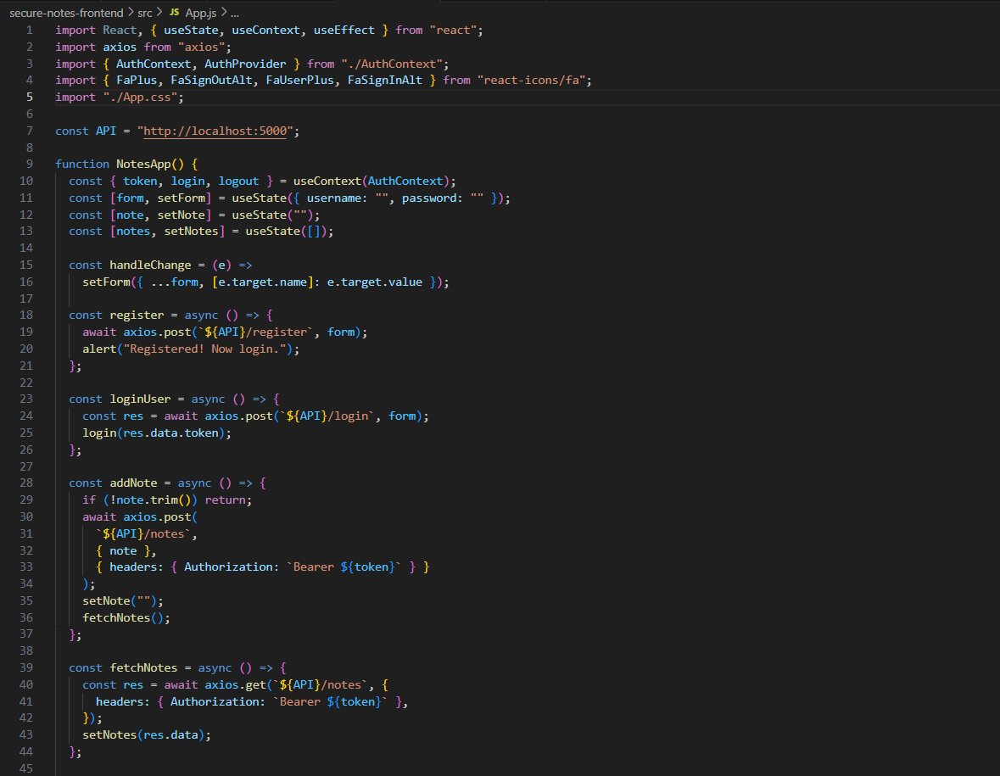 secure-notes-frontend > src > JS App.js > ...
1 import React, { useState, useContext, useEffect } from "react";
2 import axios from "axios";
3 import { AuthContext, AuthProvider } from "./AuthContext";
4 import { FaPlus, FaSignOutAlt, FaUserPlus, FaSignInAlt } from "react-icons/fa";
5 import "./App.css";
6
7 const API = "http://localhost:5000";
8
9 function NotesApp() {
10   const { token, login, logout } = useContext(AuthContext);
11   const [form, setForm] = useState({ username: "", password: "" });
12   const [note, setNote] = useState("");
13   const [notes, setNotes] = useState([]);
14
15   const handleChange = (e) =>
16     setForm({ ...form, [e.target.name]: e.target.value });
17
18   const register = async () => {
19     await axios.post(`${API}/register`, form);
20     alert("Registered! Now login.");
21   };
22
23   const loginUser = async () => {
24     const res = await axios.post(`${API}/login`, form);
25     login(res.data.token);
26   };
27
28   const addNote = async () => {
29     if (!note.trim()) return;
30     await axios.post(
31       `${API}/notes`,
32       { note },
33       { headers: { Authorization: `Bearer ${token}` } }
34     );
35     setNote("");
36     fetchNotes();
37   };
38
39   const fetchNotes = async () => {
40     const res = await axios.get(`${API}/notes`, {
41       headers: { Authorization: `Bearer ${token}` },
42     });
43     setNotes(res.data);
44   };
45